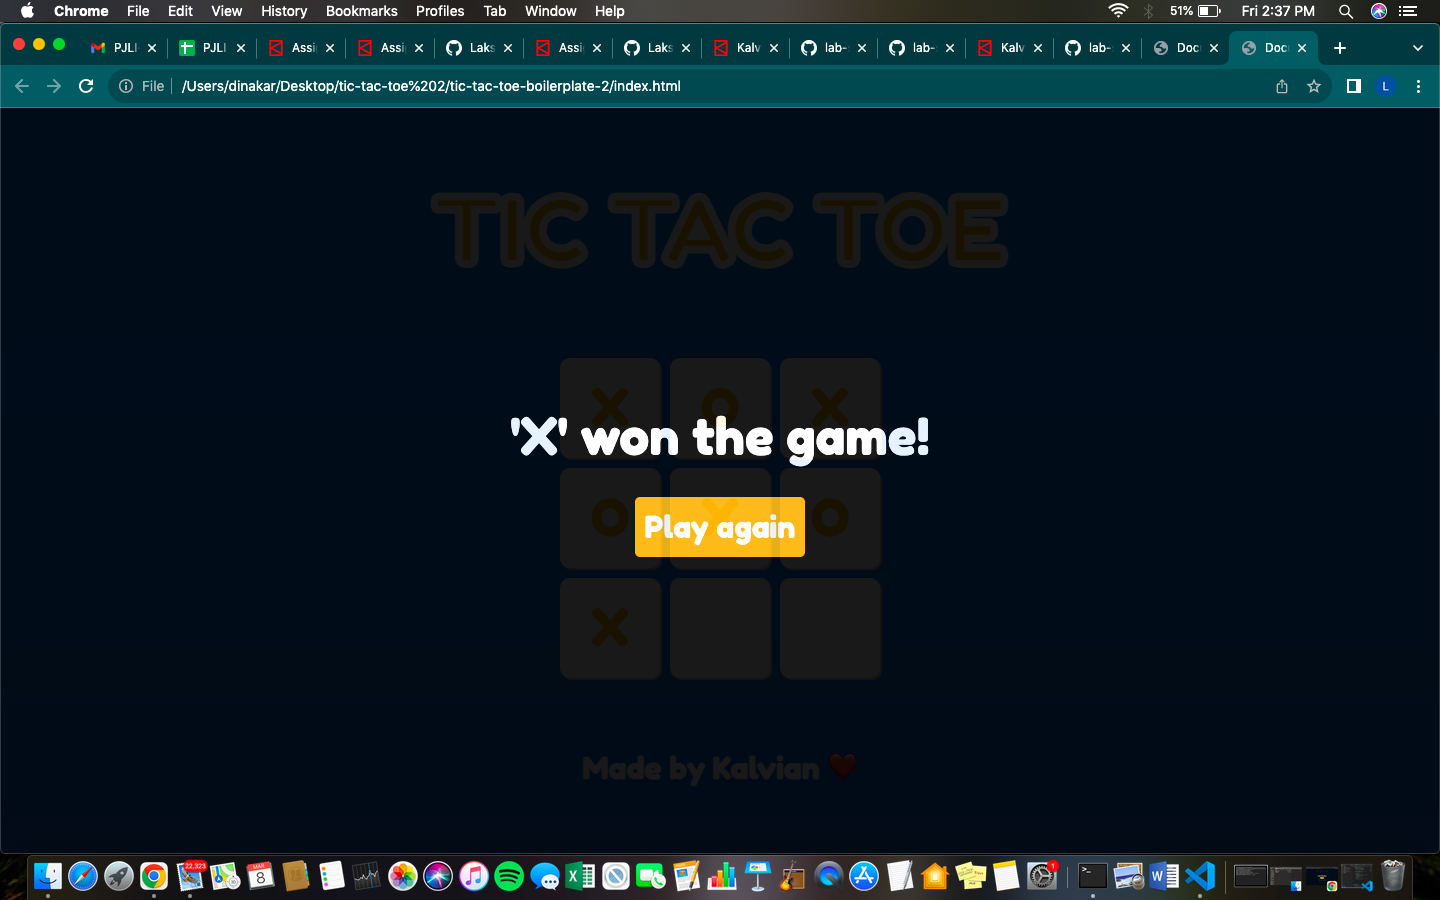 Chrome File Edit View History Bookmarks Profiles Tab Window Help 51% Fri 2:37 PM
PJLI PJLI Assi Assi Laks Assi Laks Kalv lab- lab- Kalv lab- Doc Doc
File /Users/dinakar/Desktop/tic-tac-toe%202/tic-tac-toe-boilerplate-2/index.html L
TIC TAC TOE
X O X
'X' won the game!
O X O
Play again
X
Made by Kalvian ❤️
22,323 MAR 8 1